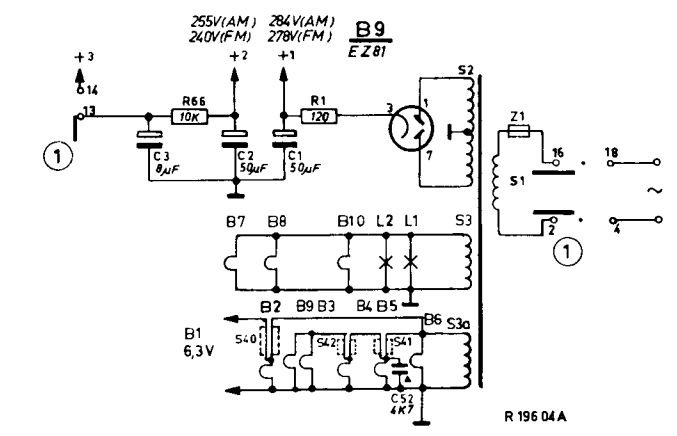 255V(AM) 284V(AM) B9
240V(FM) 278V(FM) EZ81
+3 +2 +1
14
S2
13 R66 R1 3 1
10K 120
Z1
16 18
1 C3 C2 C1 7 S1
8µF 50µF 50µF
2 4
~
1
B7 B8 B10 L2 L1 S3
B2 B9 B3 B4 B5 B6
S3a
B1 S40 S42 S41
6,3V
C52
4K7
R 196 04 A